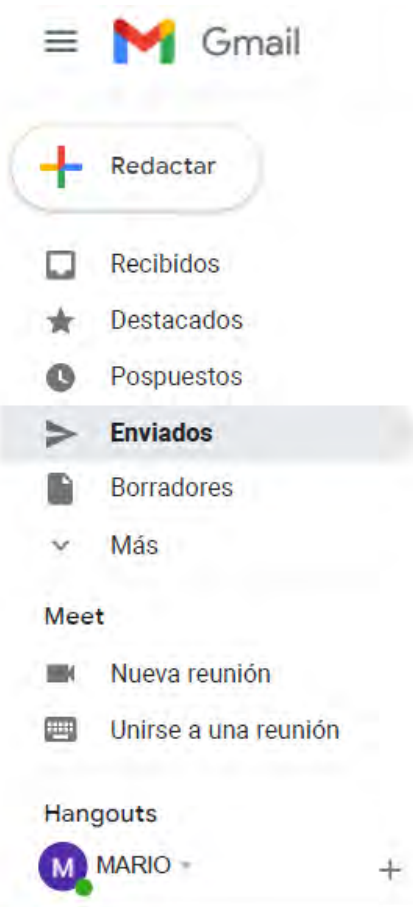 Gmail
Redactar
Recibidos
Destacados
Pospuestos
Enviados
Borradores
Más
Meet
Nueva reunión
Unirse a una reunión
Hangouts
M MARIO